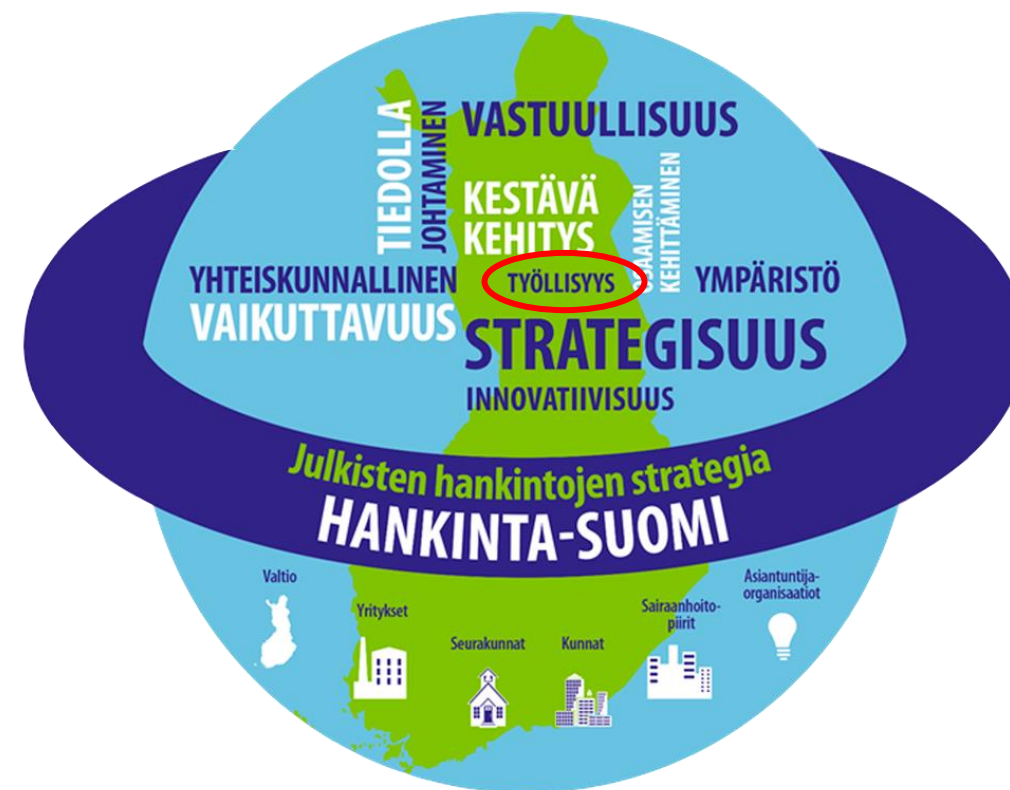 TIEDOLLA
JOHTAMINEN
VASTUULLISUUS
KESTÄVÄ
KEHITYS
OSAAMISEN
KEHITTÄMINEN
YHTEISKUNNALLINEN
VAIKUTTAVUUS
TYÖLLISYYS
YMPÄRISTÖ
STRATEGISUUS
INNOVATIIVISUUS
Julkisten hankintojen strategia
HANKINTA-SUOMI
Valtio
Yritykset
Seurakunnat
Kunnat
Sairaanhoito-
piirit
Asiantuntija-
organisaatiot